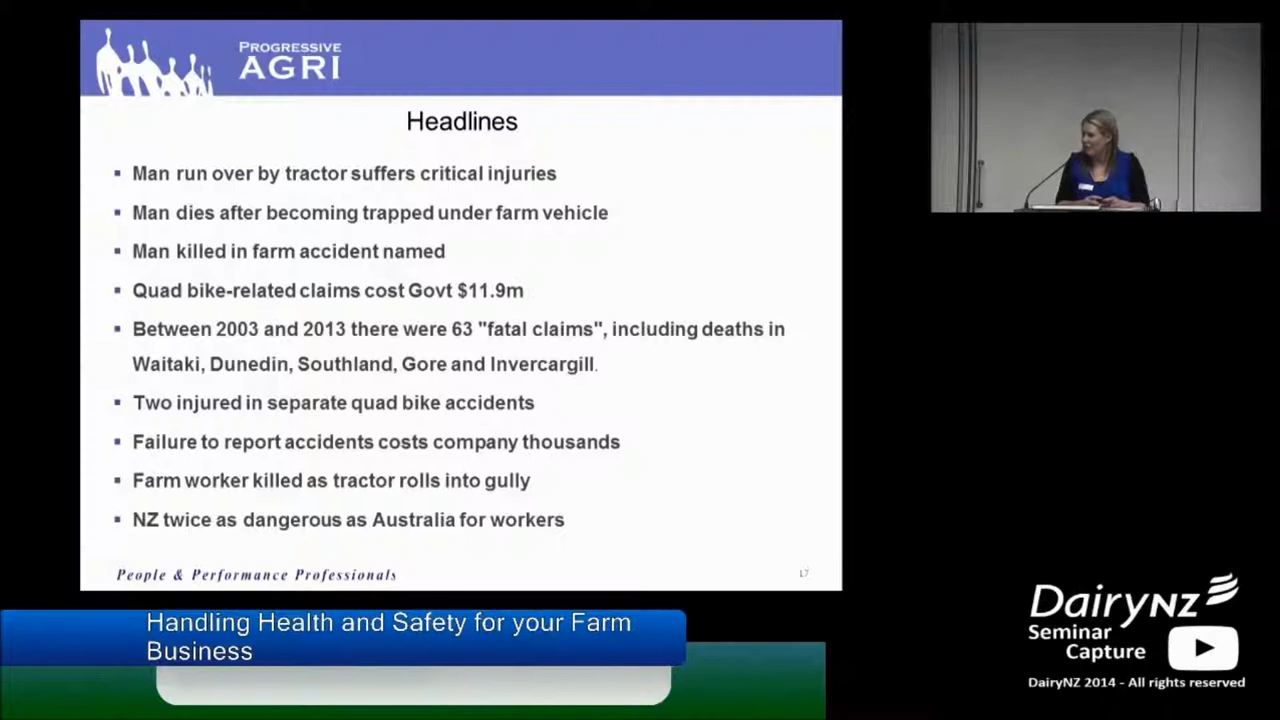 PROGRESSIVE
AGRI
Headlines
Man run over by tractor suffers critical injuries
Man dies after becoming trapped under farm vehicle
Man killed in farm accident named
Quad bike-related claims cost Govt $11.9m
Between 2003 and 2013 there were 63 "fatal claims", including deaths in
Waitaki, Dunedin, Southland, Gore and Invercargill.
Two injured in separate quad bike accidents
Failure to report accidents costs company thousands
Farm worker killed as tractor rolls into gully
NZ twice as dangerous as Australia for workers
People & Performance Professionals
17
Handling Health and Safety for your Farm
Business
DairyNZ
Seminar
Capture
DairyNZ 2014 - All rights reserved